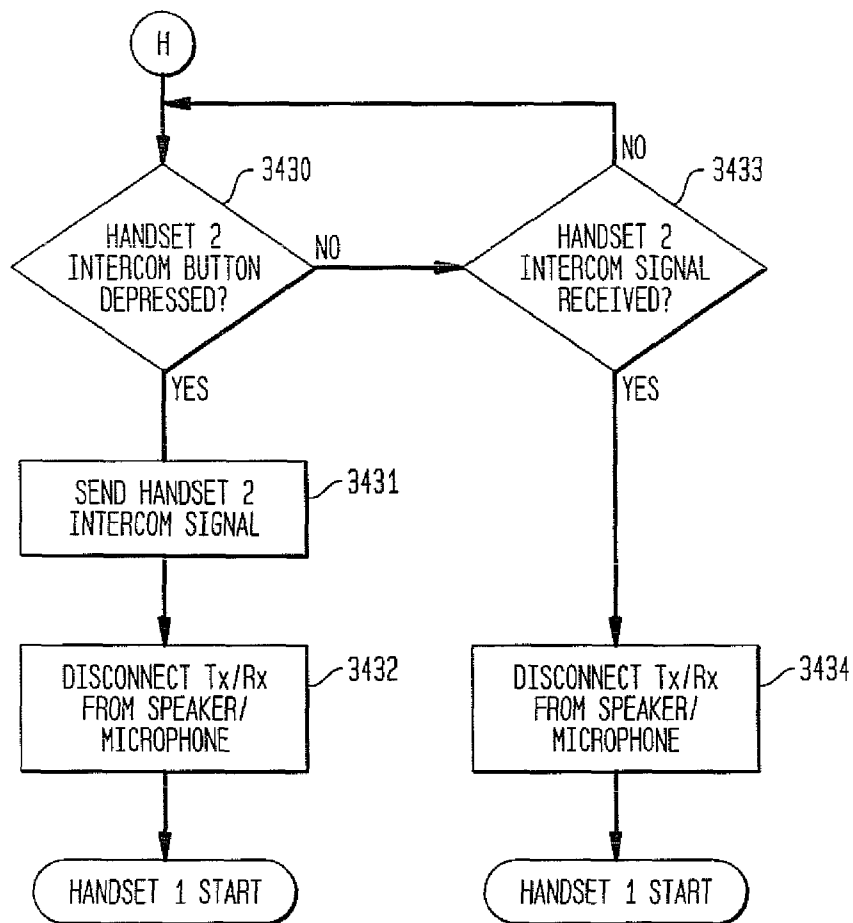 H
3430
HANDSET 2
INTERCOM BUTTON
DEPRESSED?
NO
YES
NO
3433
HANDSET 2
INTERCOM SIGNAL
RECEIVED?
YES
SEND HANDSET 2
INTERCOM SIGNAL
3431
DISCONNECT Tx/Rx
FROM SPEAKER/
MICROPHONE
3432
DISCONNECT Tx/Rx
FROM SPEAKER/
MICROPHONE
3434
HANDSET 1 START
HANDSET 1 START